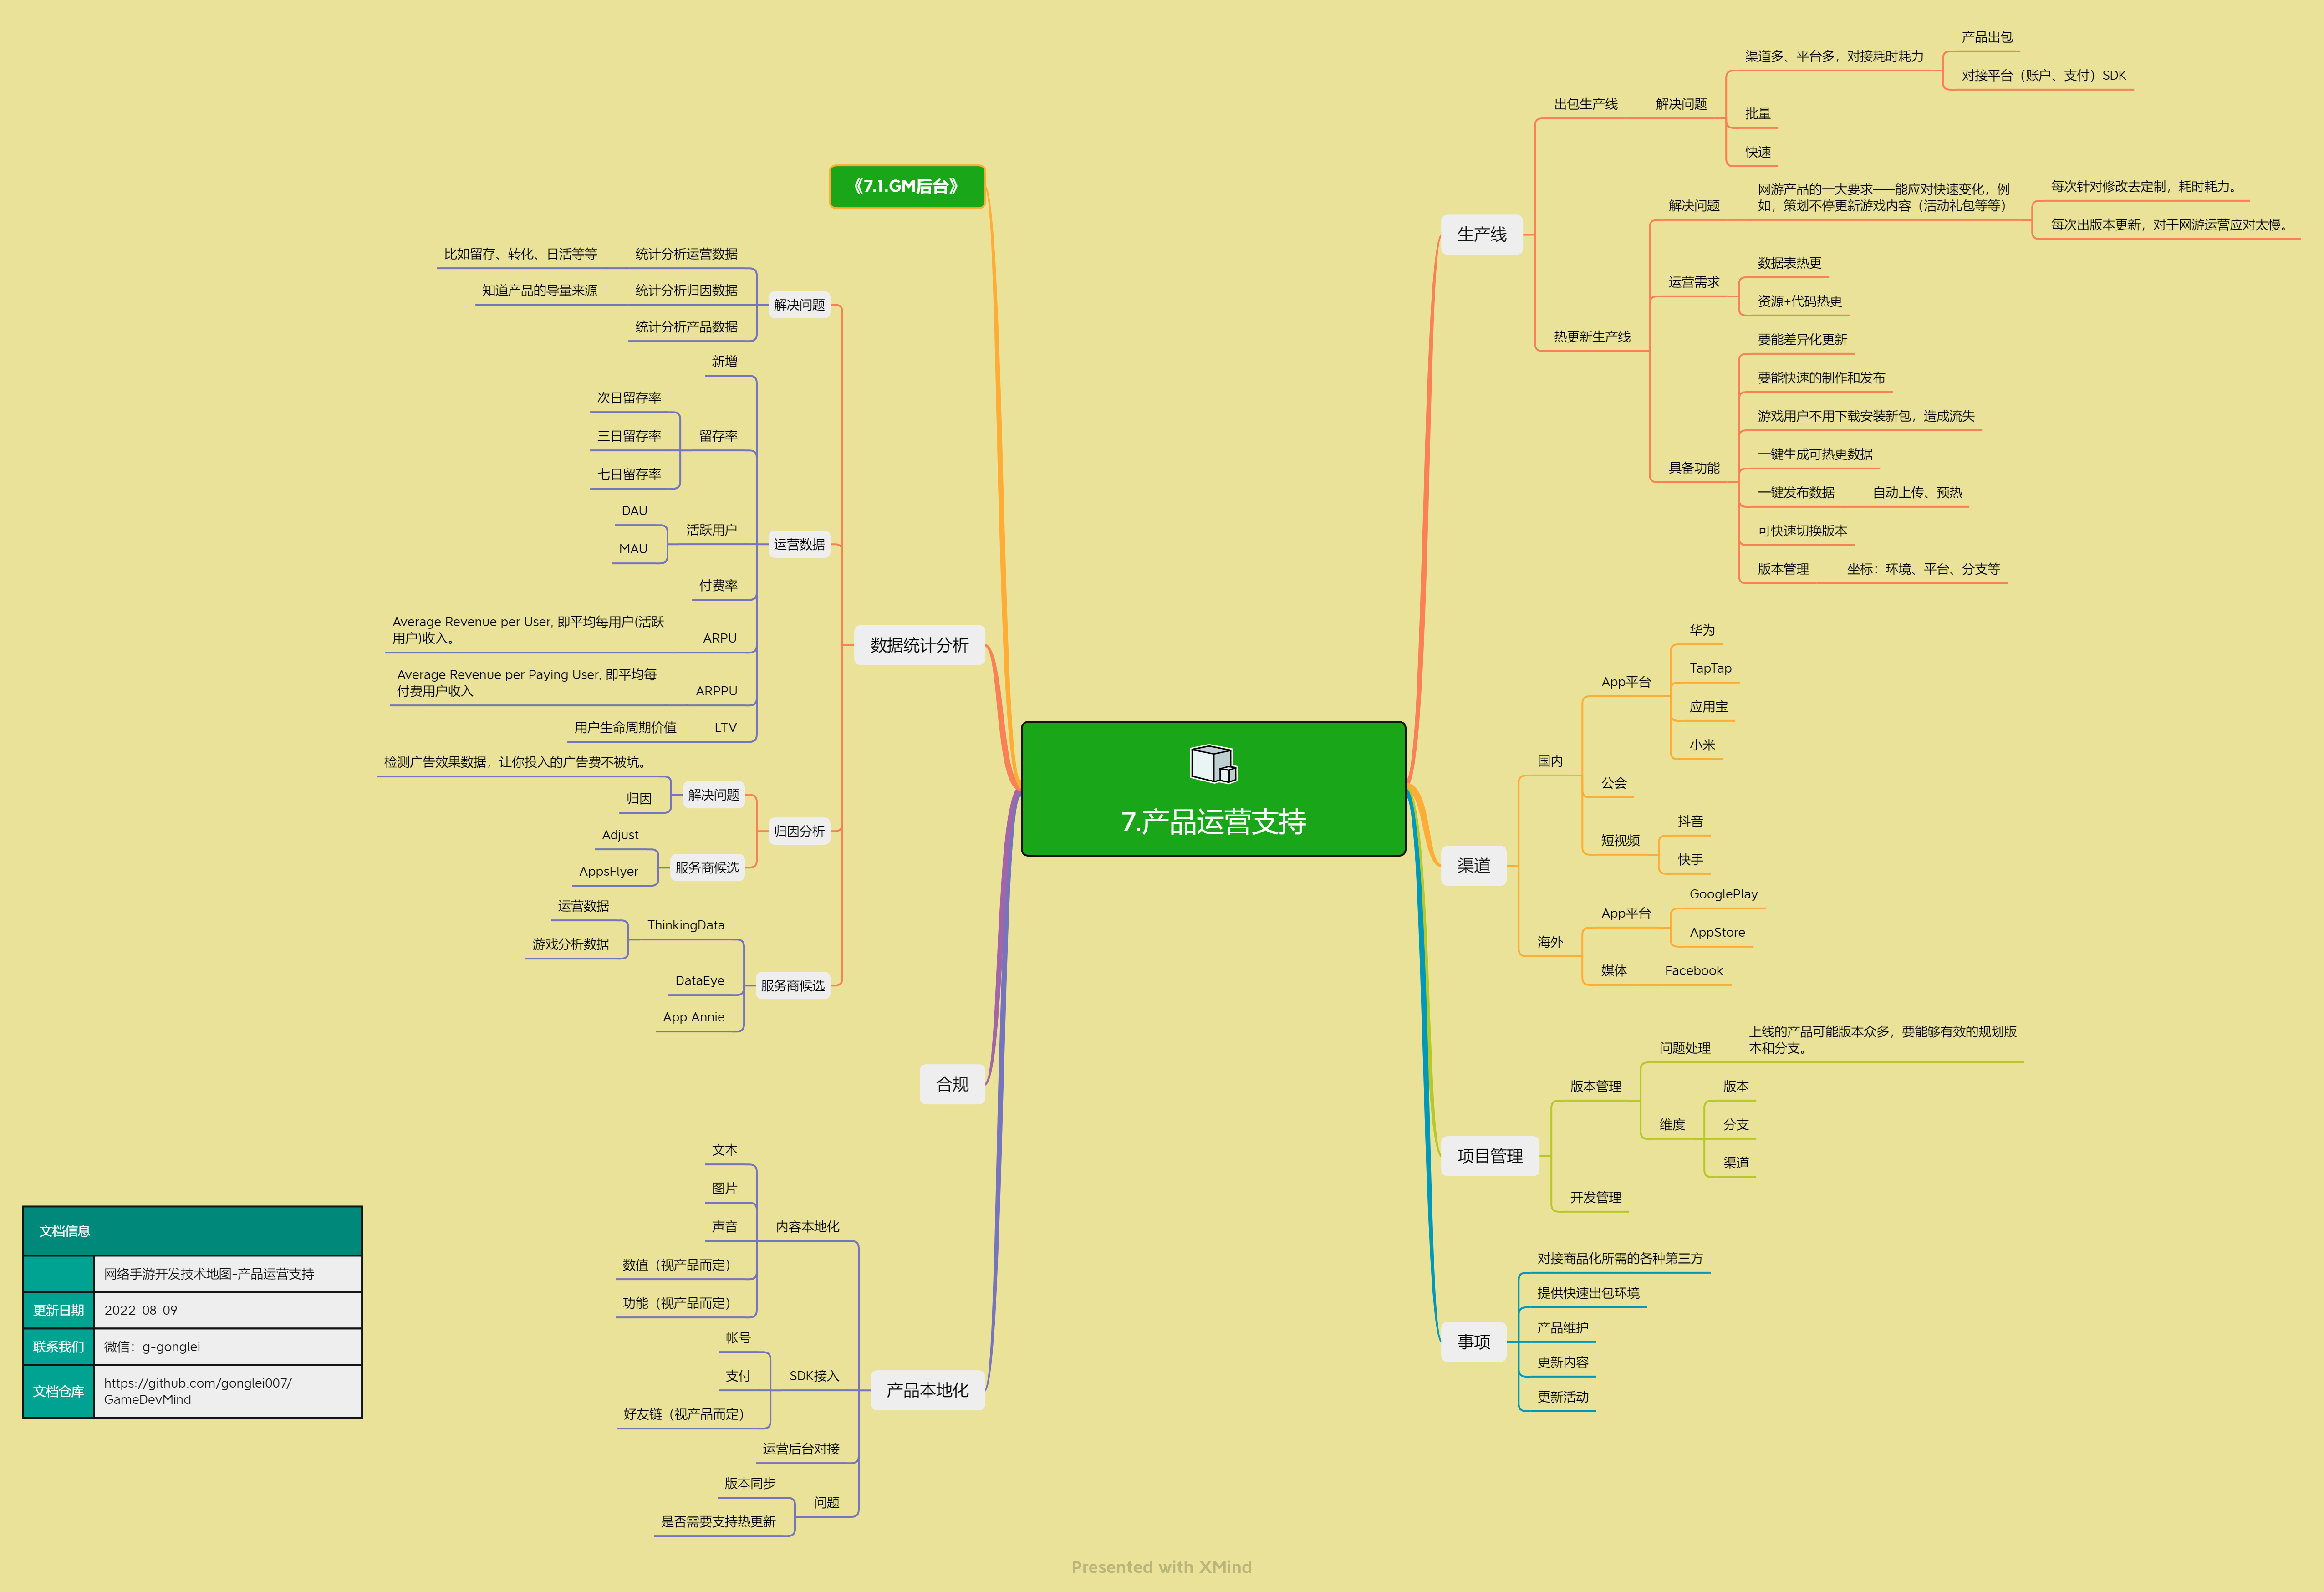 7.产品运营支持
生产线
出包生产线
解决问题
渠道多、平台多，对接耗时耗力
产品出包
对接平台（账户、支付）SDK
批量
快速
热更新生产线
解决问题
网游产品的一大要求——能应对快速变化，例
如，策划不停更新游戏内容（活动礼包等等）
每次针对修改去定制，耗时耗力。
每次出版本更新，对于网游运营应对太慢。
运营需求
数据表热更
资源+代码热更
具备功能
要能差异化更新
要能快速的制作和发布
游戏用户不用下载安装新包，造成流失
一键生成可热更数据
一键发布数据
自动上传、预热
可快速切换版本
版本管理
坐标：环境、平台、分支等
渠道
国内
App平台
华为
TapTap
应用宝
小米
公会
短视频
抖音
快手
海外
App平台
GooglePlay
AppStore
媒体
Facebook
项目管理
版本管理
问题处理
上线的产品可能版本众多，要能够有效的规划版
本和分支。
维度
版本
分支
渠道
开发管理
事项
对接商品化所需的各种第三方
提供快速出包环境
产品维护
更新内容
更新活动
《7.1.GM后台》
数据统计分析
解决问题
统计分析运营数据
比如留存、转化、日活等等
统计分析归因数据
知道产品的导量来源
统计分析产品数据
运营数据
新增
留存率
次日留存率
三日留存率
七日留存率
活跃用户
DAU
MAU
付费率
ARPU
Average Revenue per User, 即平均每用户(活跃
用户)收入。
ARPPU
Average Revenue per Paying User, 即平均每
付费用户收入
LTV
用户生命周期价值
归因分析
解决问题
检测广告效果数据，让你投入的广告费不被坑。
归因
服务商候选
Adjust
AppsFlyer
服务商候选
ThinkingData
运营数据
游戏分析数据
DataEye
App Annie
合规
产品本地化
内容本地化
文本
图片
声音
数值（视产品而定）
功能（视产品而定）
SDK接入
帐号
支付
好友链（视产品而定）
运营后台对接
问题
版本同步
是否需要支持热更新
文档信息
网络手游开发技术地图-产品运营支持
更新日期
2022-08-09
联系我们
微信：g-gonglei
文档仓库
https://github.com/gonglei007/
GameDevMind
Presented with XMind